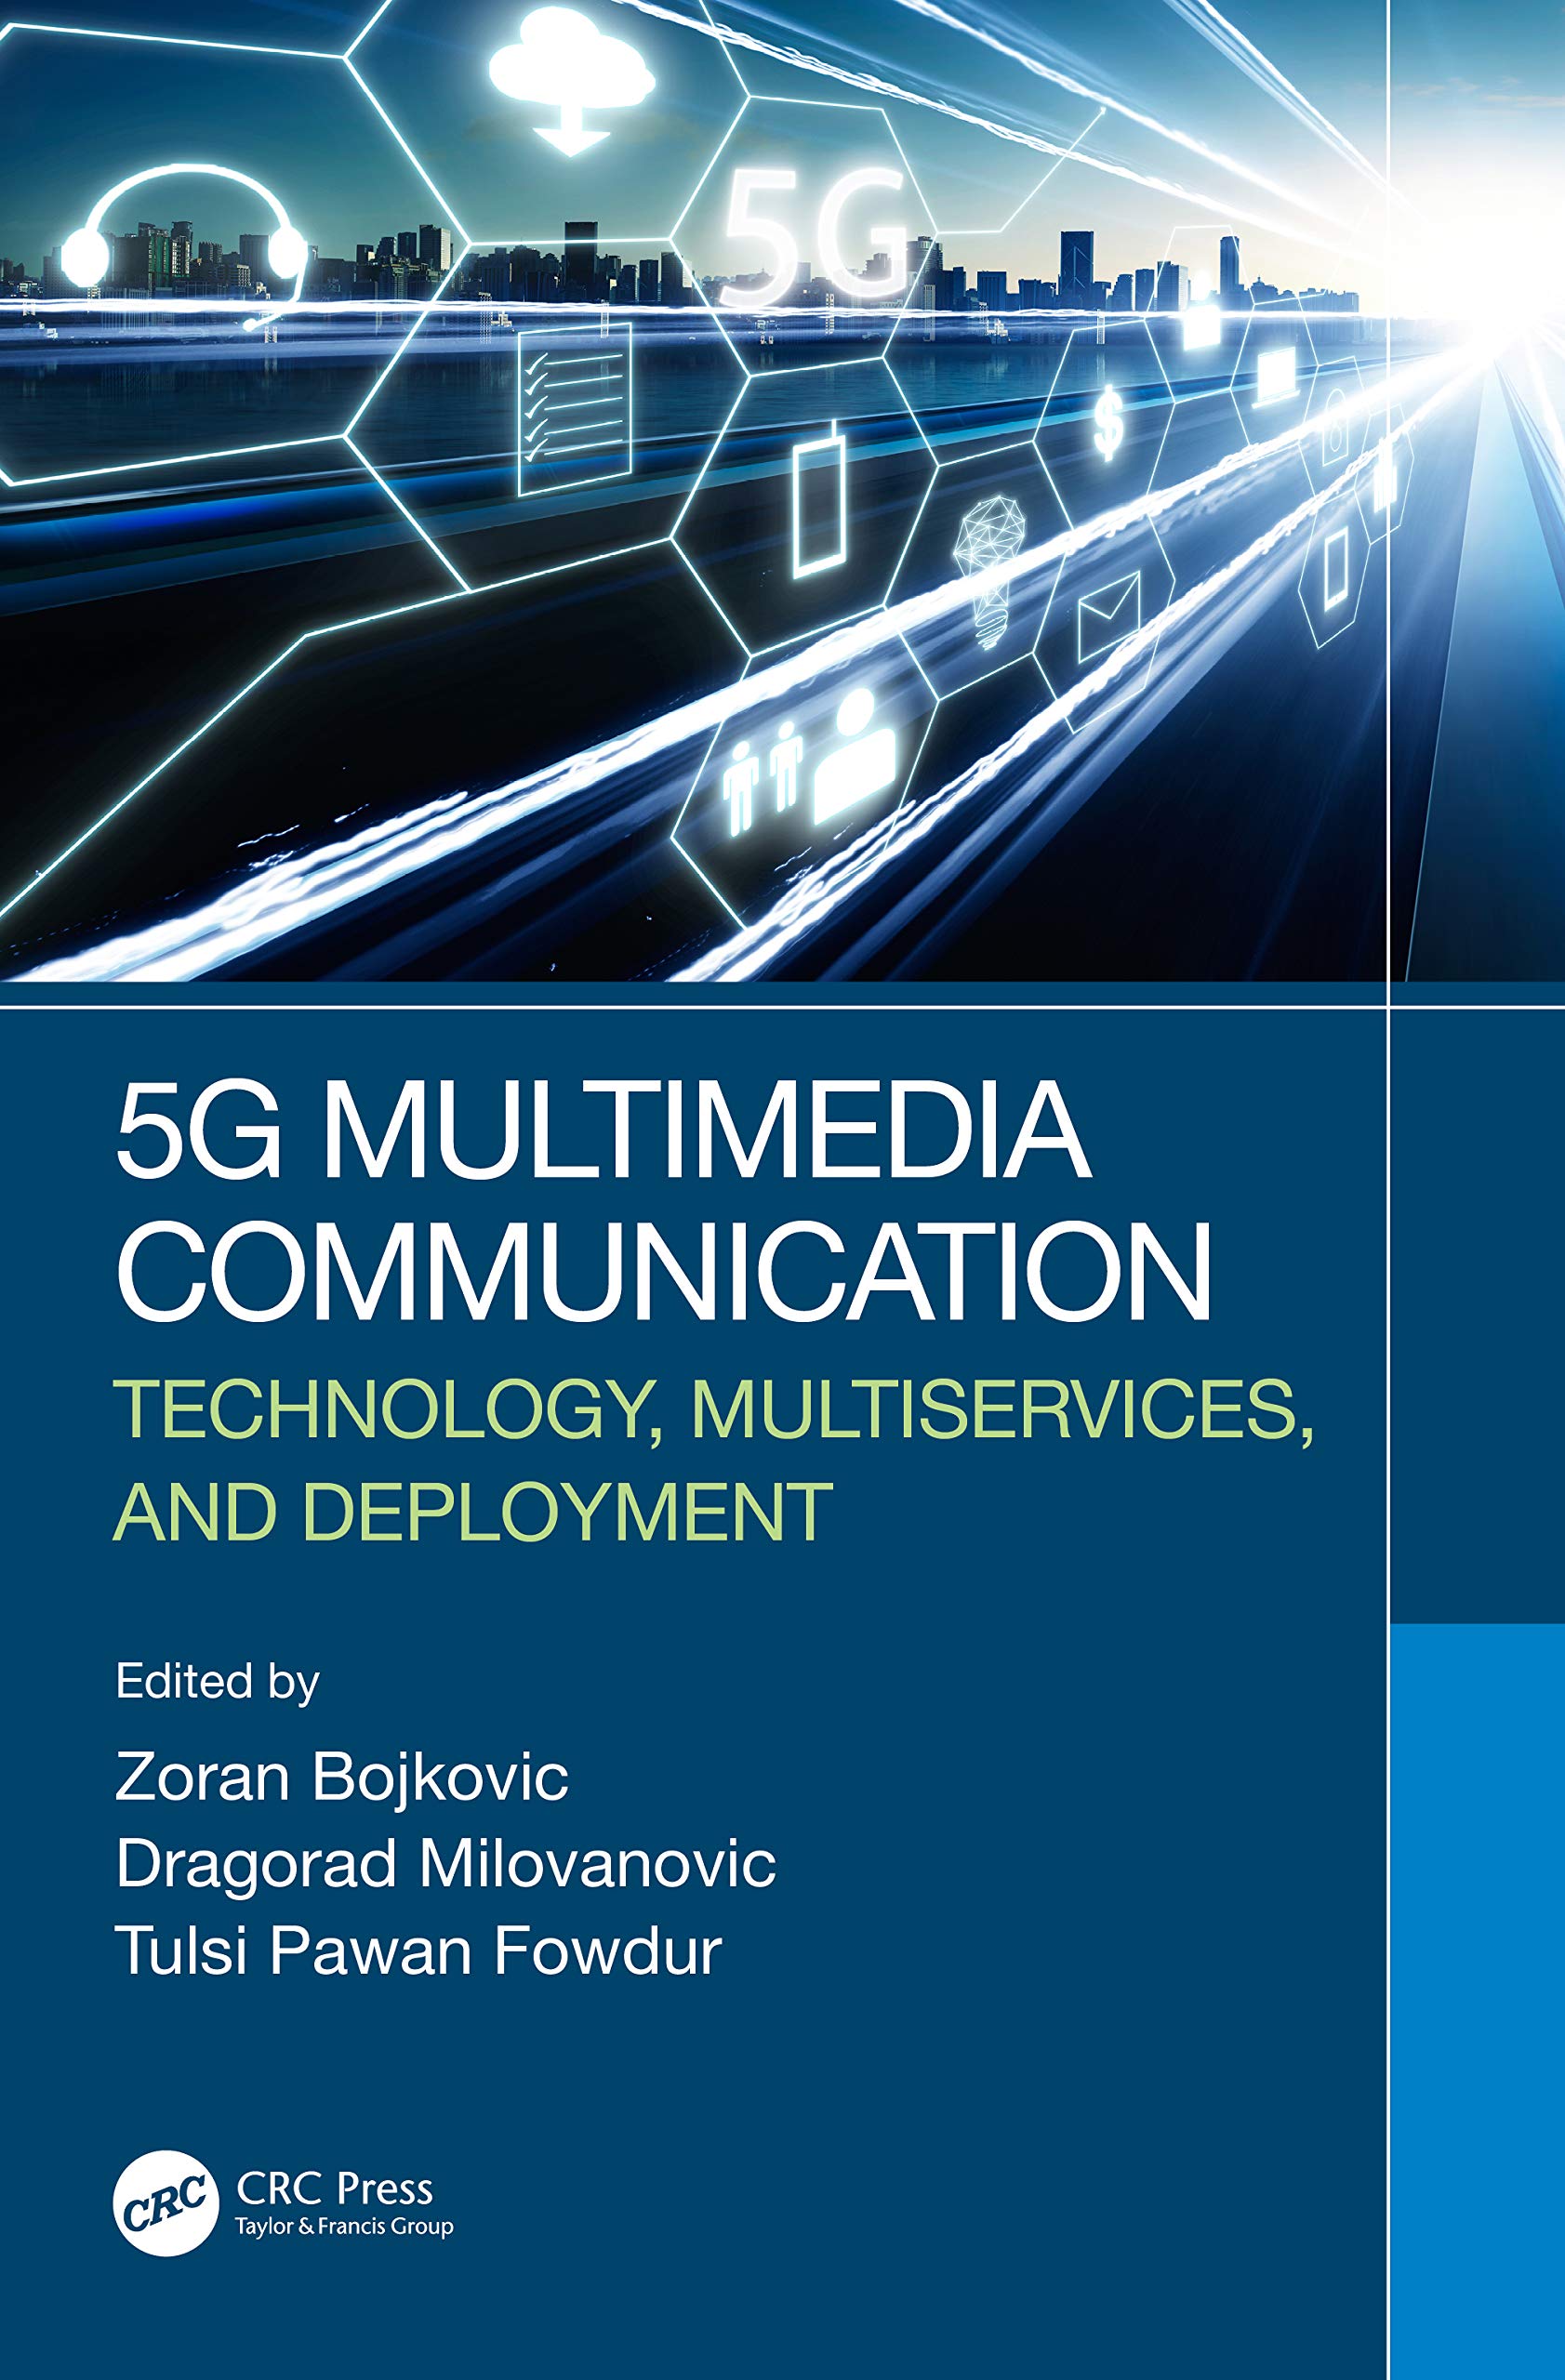 5G
$
5G MULTIMEDIA
COMMUNICATION
TECHNOLOGY, MULTISERVICES,
AND DEPLOYMENT
Edited by
Zoran Bojkovic
Dragorad Milovanovic
Tulsi Pawan Fowdur
CRC
CRC Press
Taylor & Francis Group